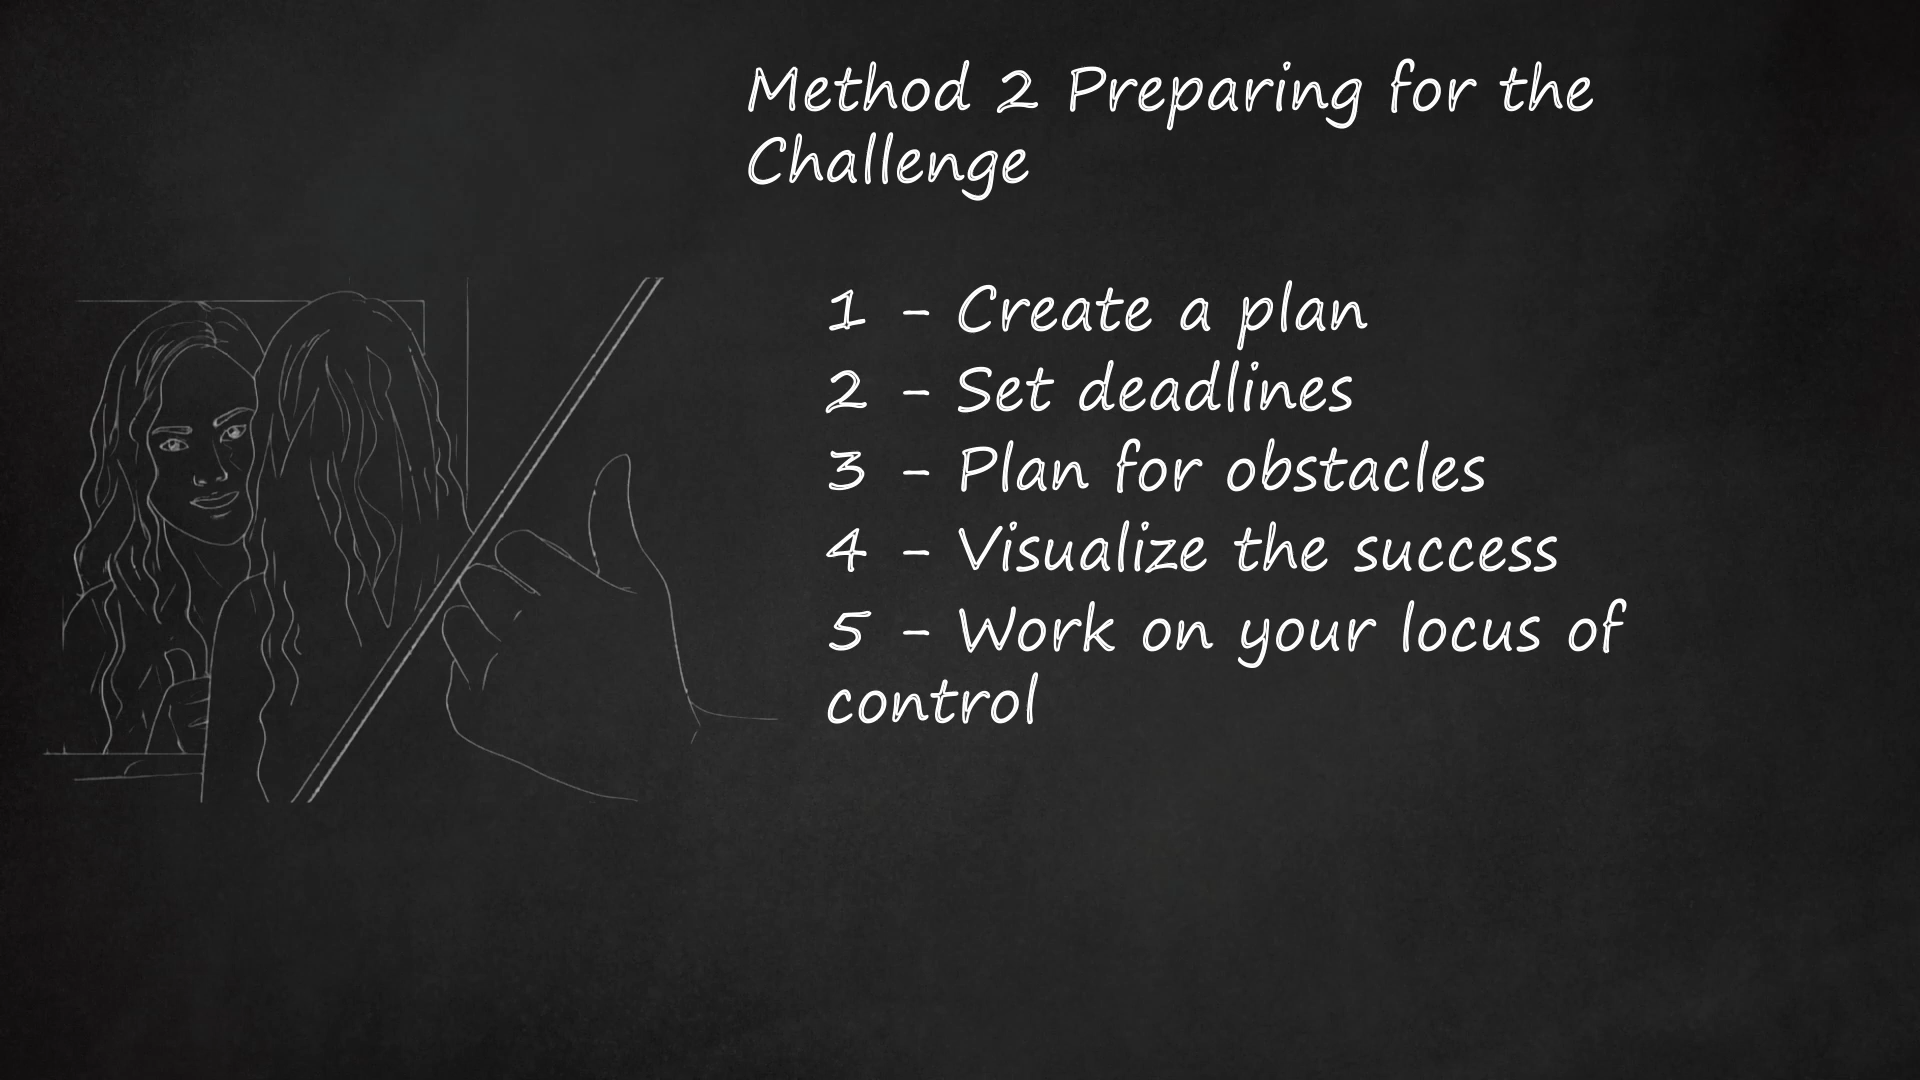 Method 2 Preparing for the
Challenge
1 - Create a plan
2 - Set deadlines
3 - Plan for obstacles
4 - Visualize the success
5 - Work on your locus of
control